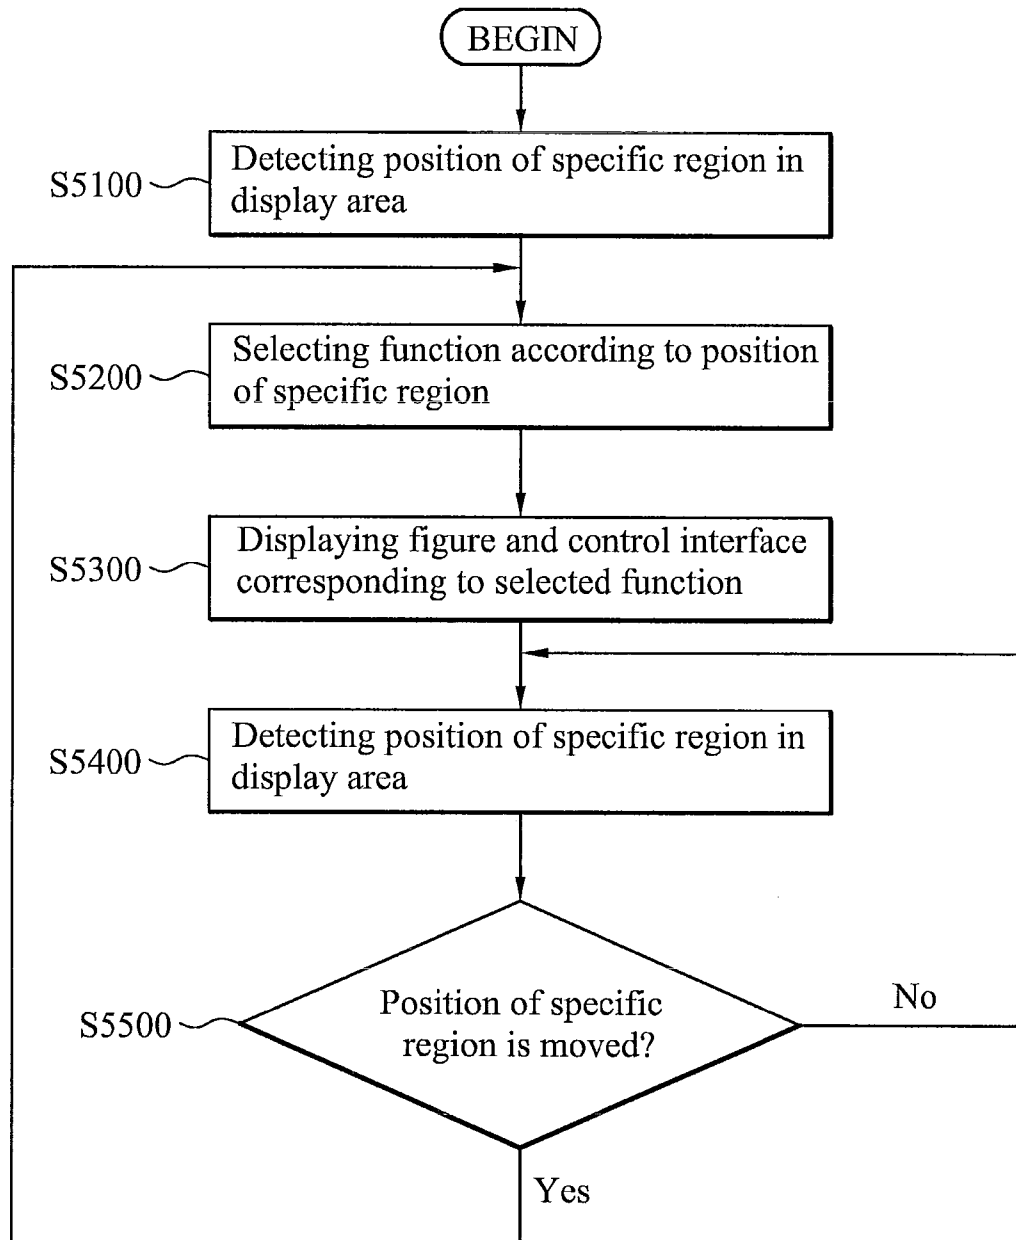 BEGIN
S5100
Detecting position of specific region in
display area
S5200
Selecting function according to position
of specific region
S5300
Displaying figure and control interface
corresponding to selected function
S5400
Detecting position of specific region in
display area
S5500
Position of specific
region is moved?
No
Yes